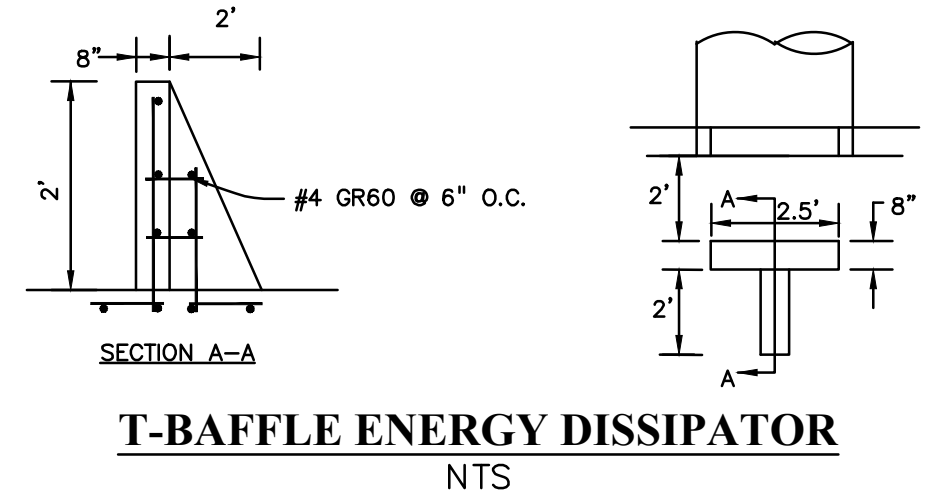 2'
8"
2'
#4 GR60 @ 6" O.C.
SECTION A-A
2'
A
2.5'
8"
2'
A
T-BAFFLE ENERGY DISSIPATOR
NTS